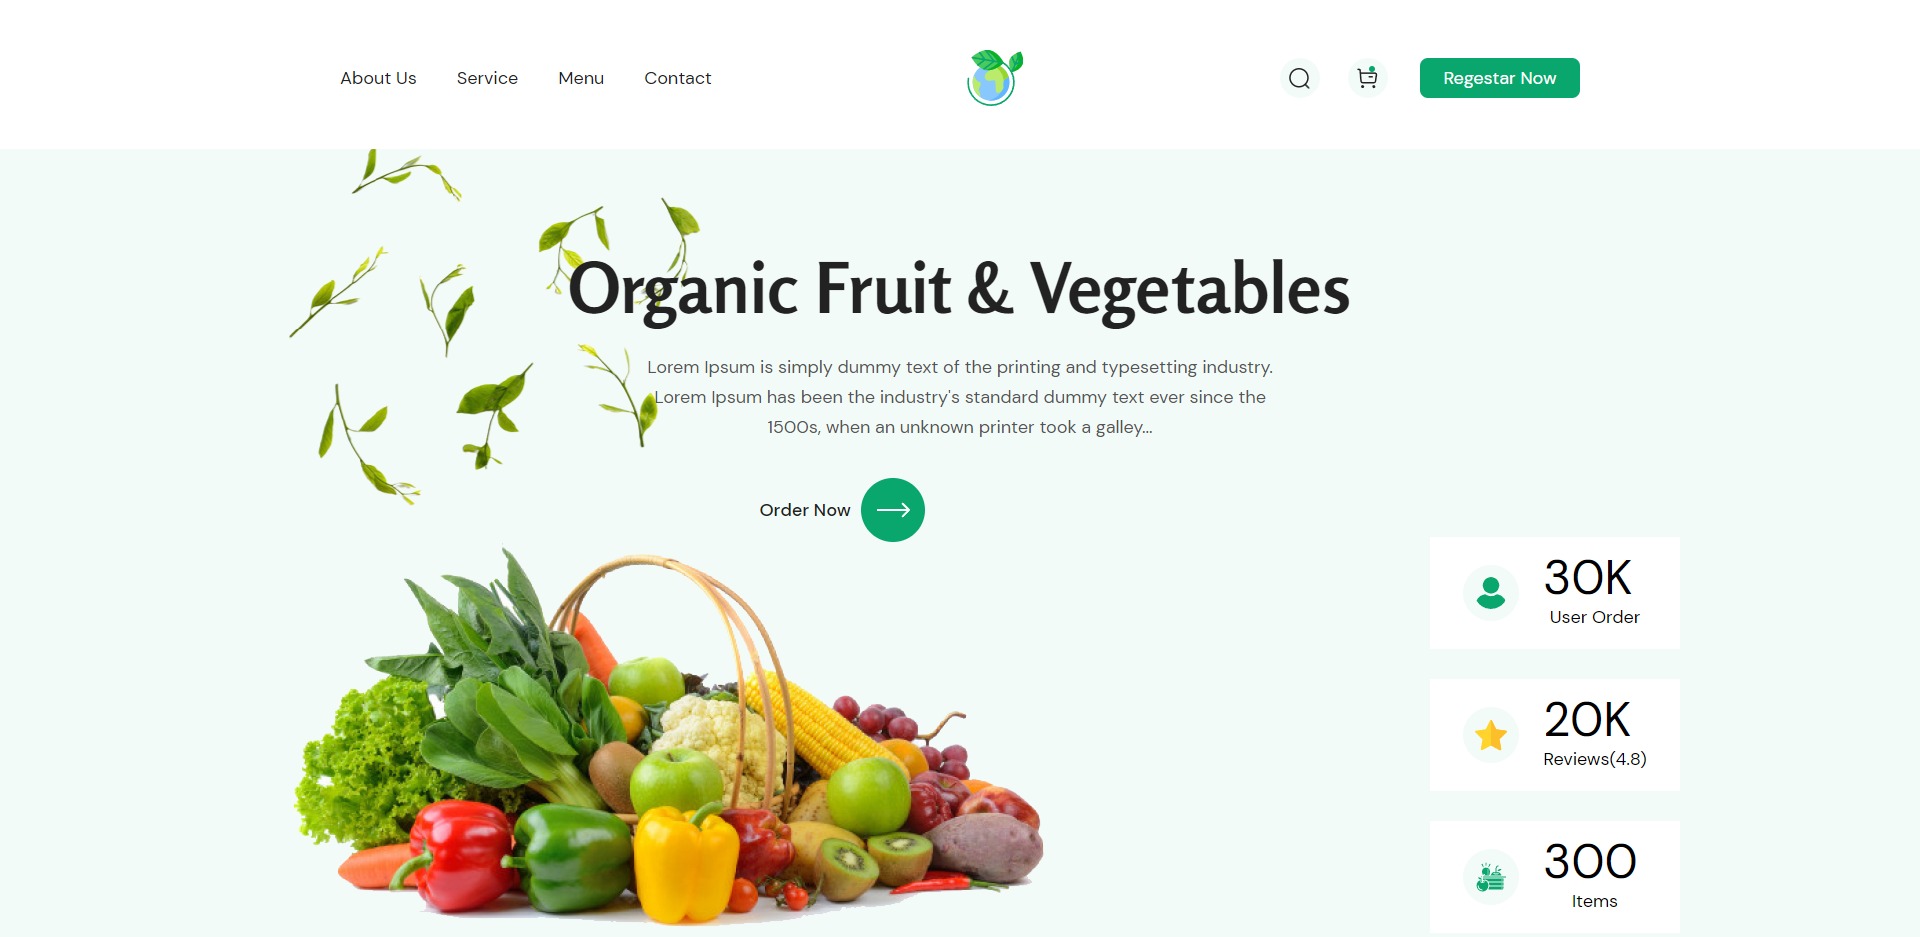 About Us
Service
Menu
Contact
Regestar Now
Organic Fruit & Vegetables
Lorem Ipsum is simply dummy text of the printing and typesetting industry.
Lorem Ipsum has been the industry's standard dummy text ever since the
1500s, when an unknown printer took a galley...
Order Now
30K
User Order
20K
Reviews(4.8)
300
Items